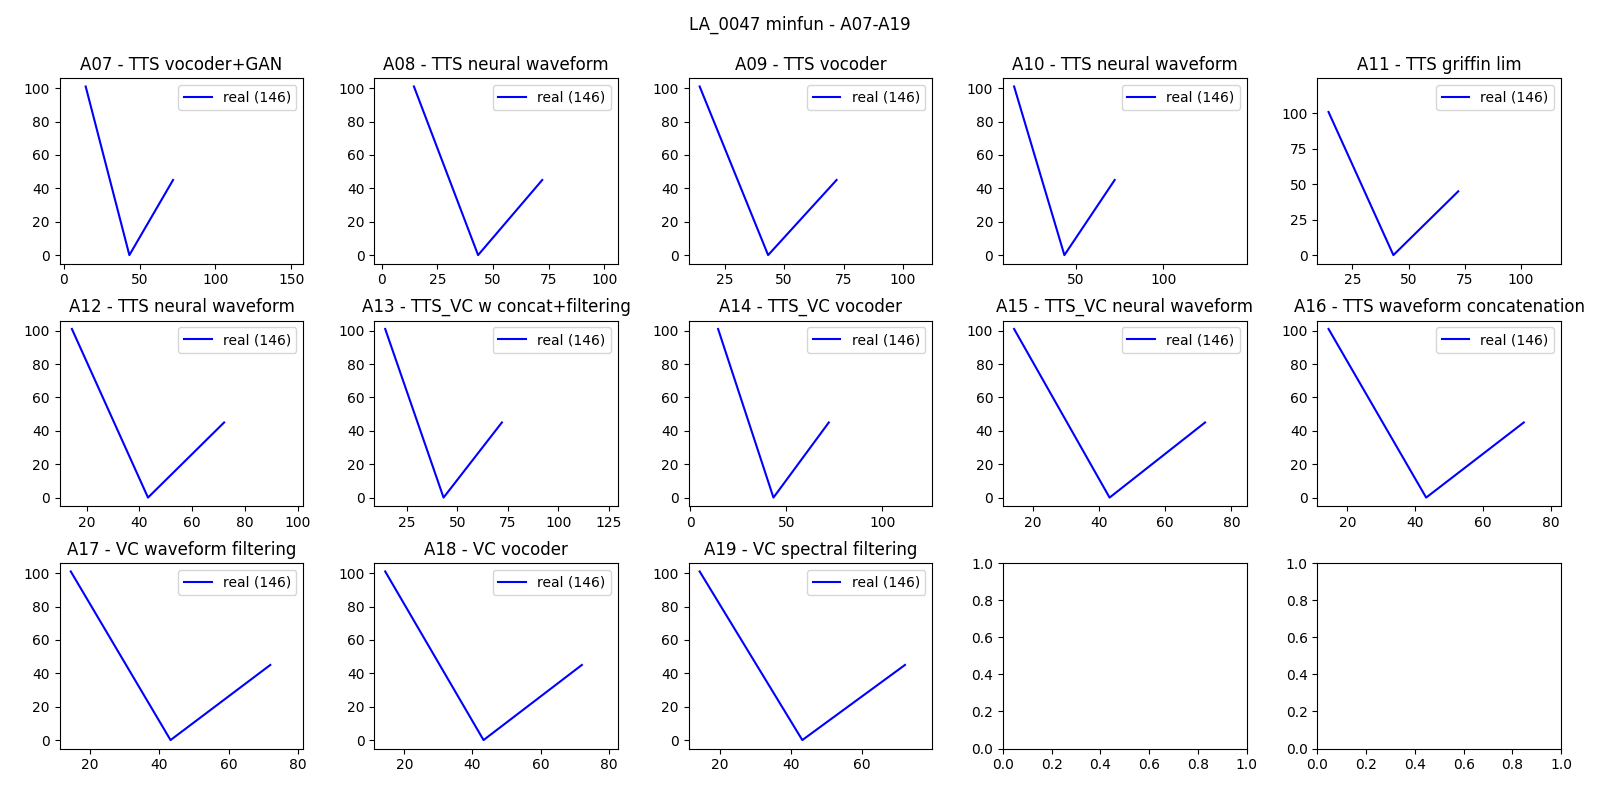 LA_0047 minfun - A07-A19
A07 - TTS vocoder+GAN
A08 - TTS neural waveform
A09 - TTS vocoder
A10 - TTS neural waveform
A11 - TTS griffin lim
real (146)
real (146)
real (146)
real (146)
real (146)
100
80
60
40
20
0
0 50 100 150
100
80
60
40
20
0
0 25 50 75 100
100
80
60
40
20
0
25 50 75 100
100
80
60
40
20
0
50 100
100
75
50
25
0
25 50 75 100
A12 - TTS neural waveform
A13 - TTS_VC w concat+filtering
A14 - TTS_VC vocoder
A15 - TTS_VC neural waveform
A16 - TTS waveform concatenation
real (146)
real (146)
real (146)
real (146)
real (146)
100
80
60
40
20
0
20 40 60 80 100
100
80
60
40
20
0
25 50 75 100 125
100
80
60
40
20
0
0 50 100
100
80
60
40
20
0
20 40 60 80
100
80
60
40
20
0
20 40 60 80
A17 - VC waveform filtering
A18 - VC vocoder
A19 - VC spectral filtering
real (146)
real (146)
real (146)
100
80
60
40
20
0
20 40 60 80
100
80
60
40
20
0
20 40 60 80
100
80
60
40
20
0
20 40 60
1.0
0.8
0.6
0.4
0.2
0.0
0.0 0.2 0.4 0.6 0.8 1.0
1.0
0.8
0.6
0.4
0.2
0.0
0.0 0.2 0.4 0.6 0.8 1.0